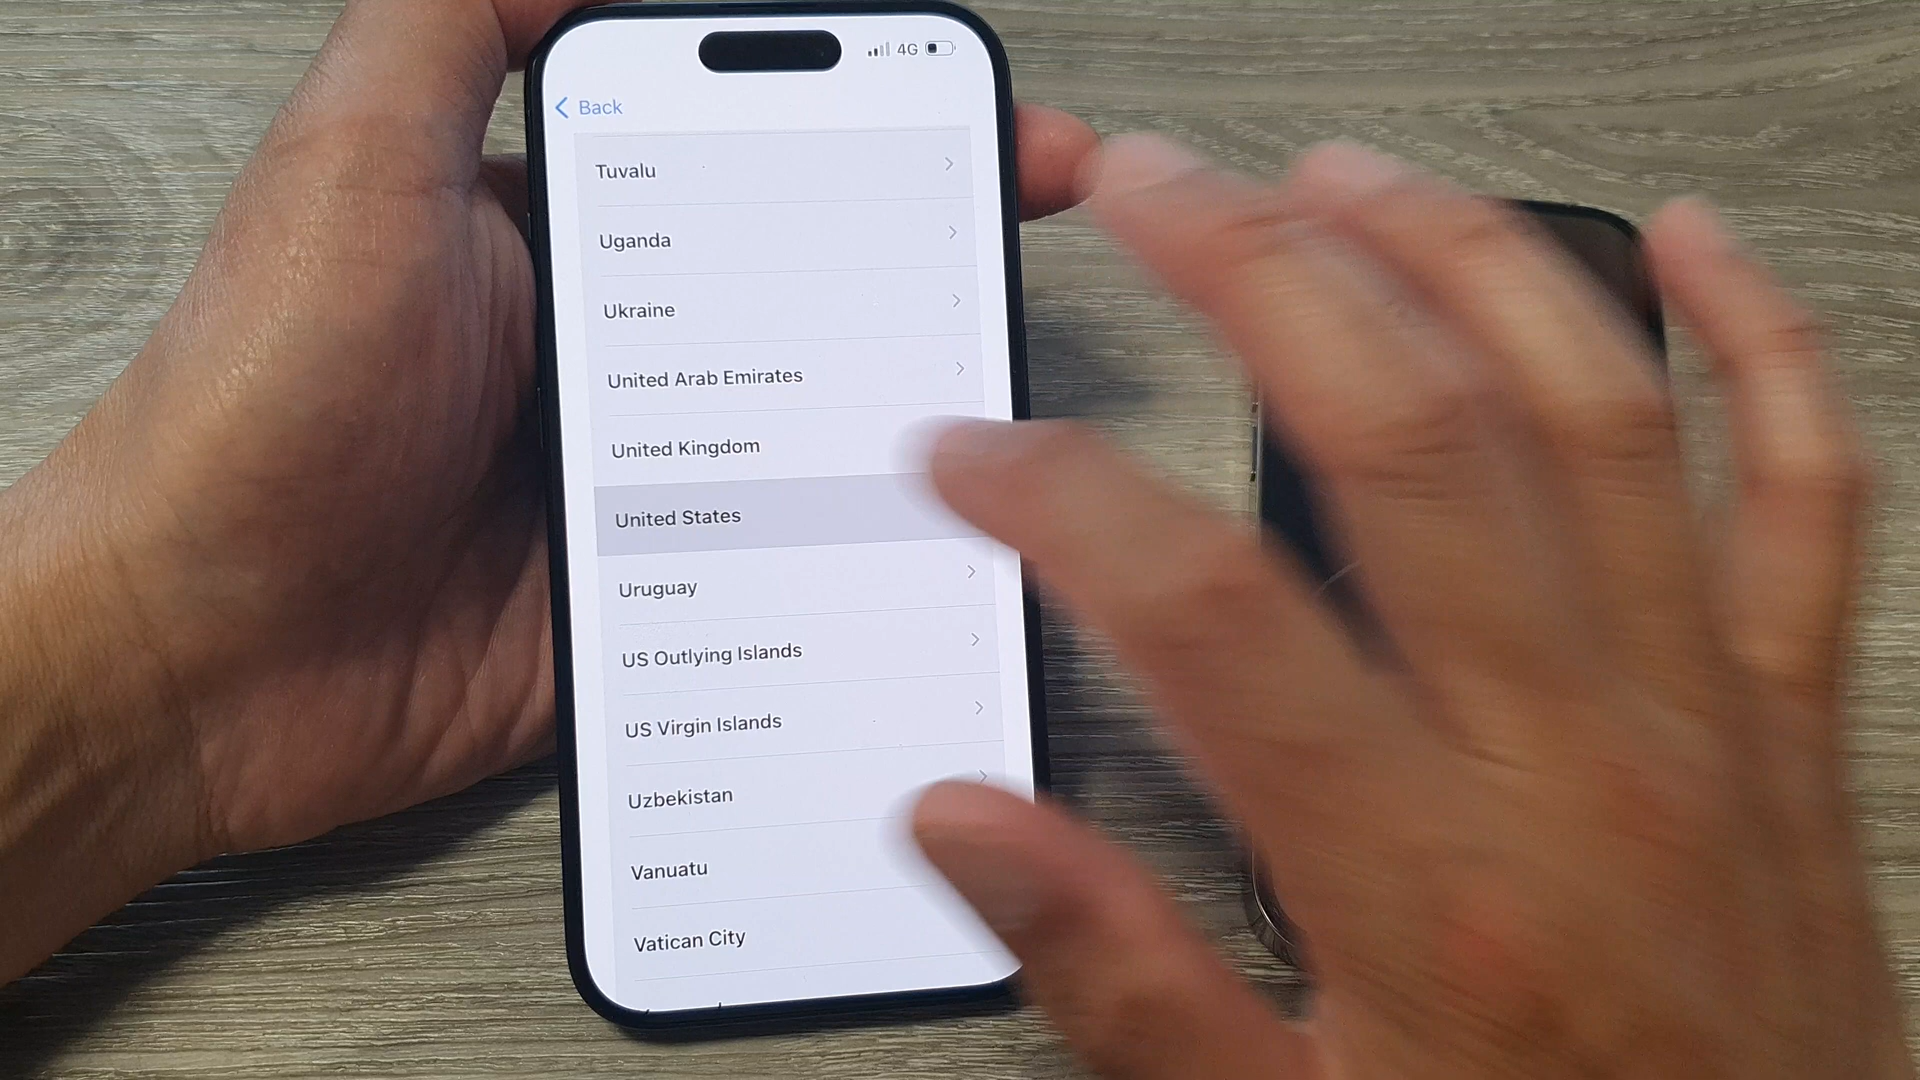 4G
Back
Tuvalu
Uganda
Ukraine
United Arab Emirates
United Kingdom
United States
Uruguay
US Outlying Islands
US Virgin Islands
Uzbekistan
Vanuatu
Vatican City